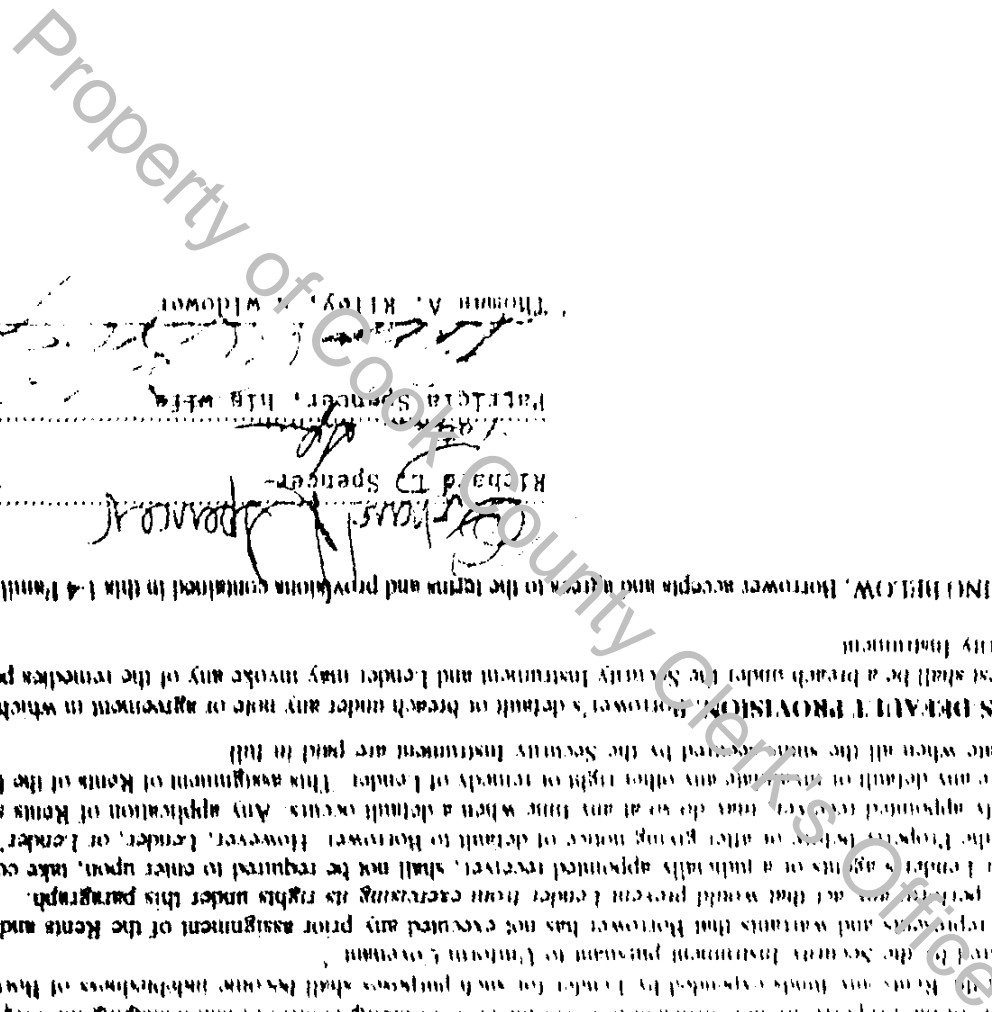 Rents any funds expended by Lender for such purposes shall become indebtedness of
by the Security Instrument pursuant to Uniform Covenant
represents and warrants that Borrower has not executed any prior assignment of the Rents and
perform any act that would prevent Lender from exercising its rights under this paragraph.
Lender's agents or a judicially appointed receiver, shall not be required to enter upon, take
the Property before or after giving notice of default to Borrower. However, Lender, or Lender'
appointed receiver, may do so at any time when a default occurs. Any application of Rents
any default or invalidate any other right or remedy of Lender. This assignment of Rents of the
when all the sums secured by the Security Instrument are paid in full
S DEFAULT PROVISION. Borrower's default or breach under any note or agreement in which
est shall be a breach under the Security Instrument and Lender may invoke any of the remedies
ity Instrument
ING BELOW, Borrower accepts and agrees to the terms and provisions contained in this 1-4 Famil
Richard Spencer
Richard D Spencer
Patricia Spencer, his wife
Thomas A. Riley, a widower
Property of Cook County Clerk's Office